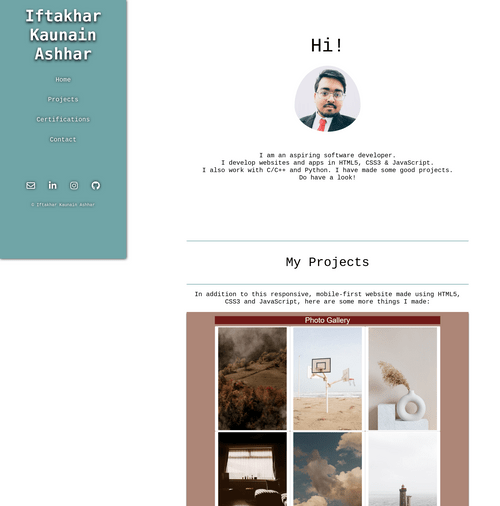 Iftakhar
Kaunain
Ashhar
Home
Projects
Certifications
Contact
© Iftakhar Kaunain Ashhar
Hi!
I am an aspiring software developer.
I develop websites and apps in HTML5, CSS3 & JavaScript.
I also work with C/C++ and Python. I have made some good projects.
Do have a look!
My Projects
In addition to this responsive, mobile-first website made using HTML5,
CSS3 and JavaScript, here are some more things I made:
Photo Gallery